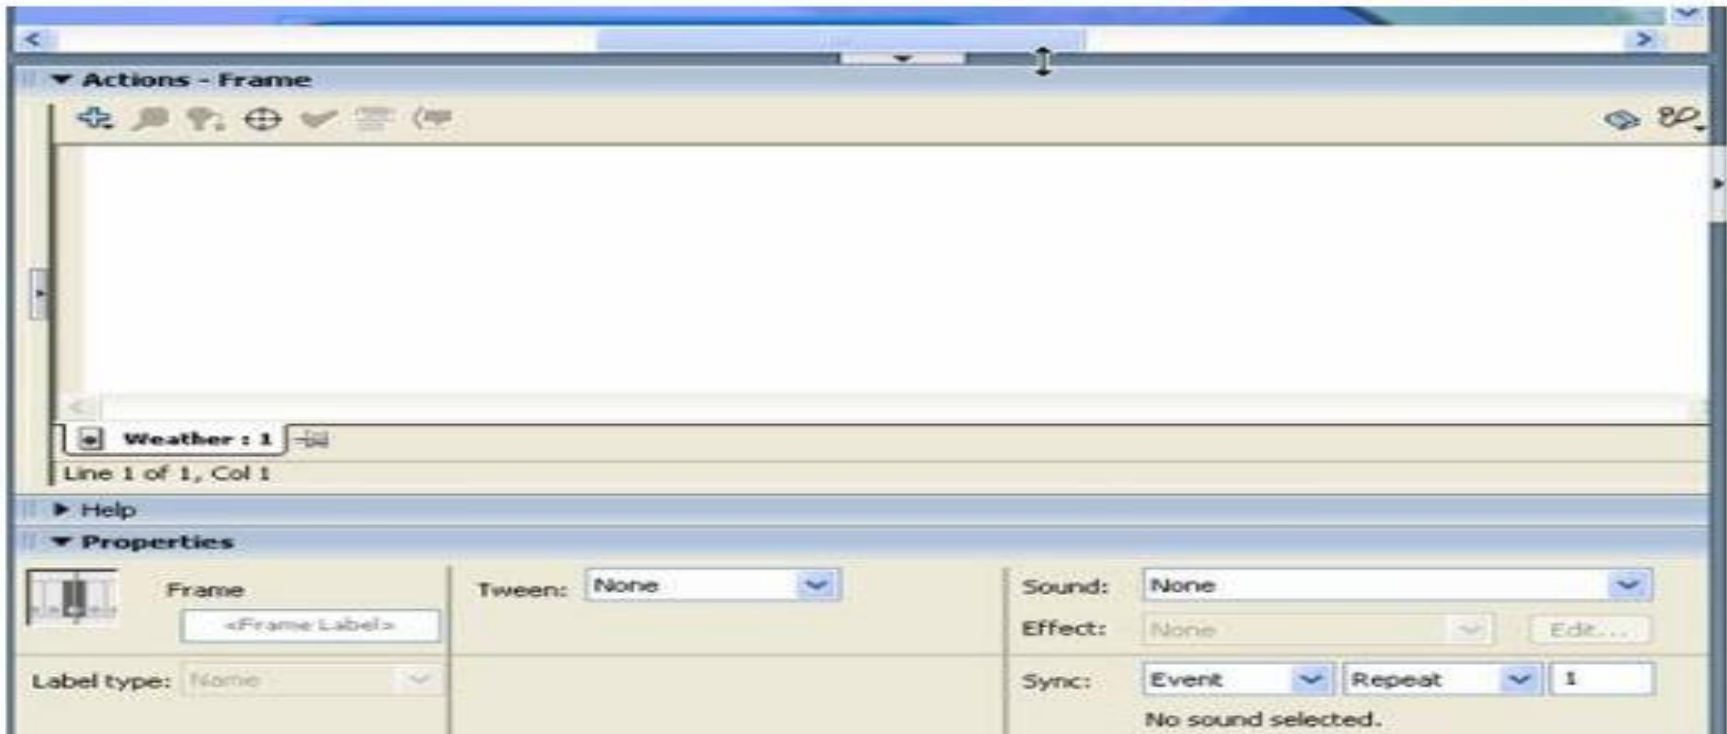 Actions - Frame
Weather : 1
Line 1 of 1, Col 1
Help
Properties
Frame
<Frame Label>
Tween: None
Sound: None
Effect: None Edit...
Label type: Name
Sync: Event Repeat 1
No sound selected.